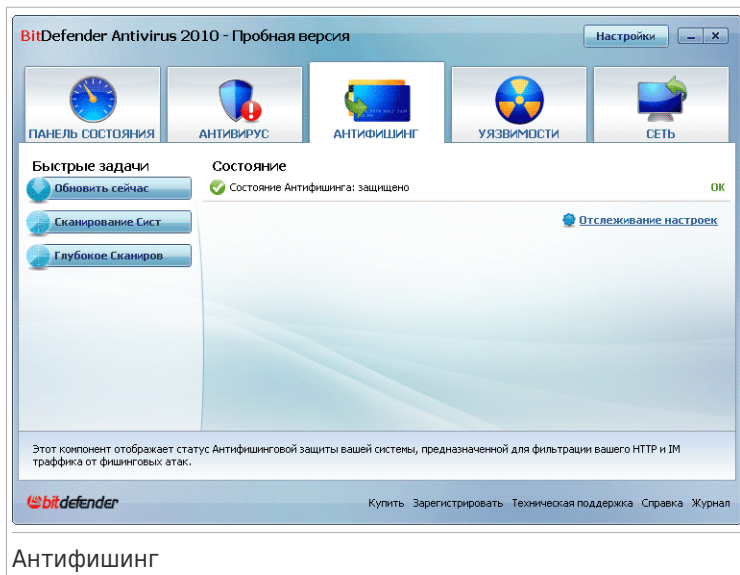 BitDefender Antivirus 2010 - Пробная версия
Настройки
ПАНЕЛЬ СОСТОЯНИЯ
АНТИВИРУС
АНТИФИШИНГ
УЯЗВИМОСТИ
СЕТЬ
Быстрые задачи
Обновить сейчас
Сканирование Сист
Глубокое Сканиров
Состояние
Состояние Антифишинга: защищено
OK
Отслеживание настроек
Этот компонент отображает статус Антифишинговой защиты вашей системы, предназначенной для фильтрации вашего HTTP и IM
траффика от фишинговых атак.
bitdefender
Купить Зарегистрировать Техническая поддержка Справка Журнал
Антифишинг